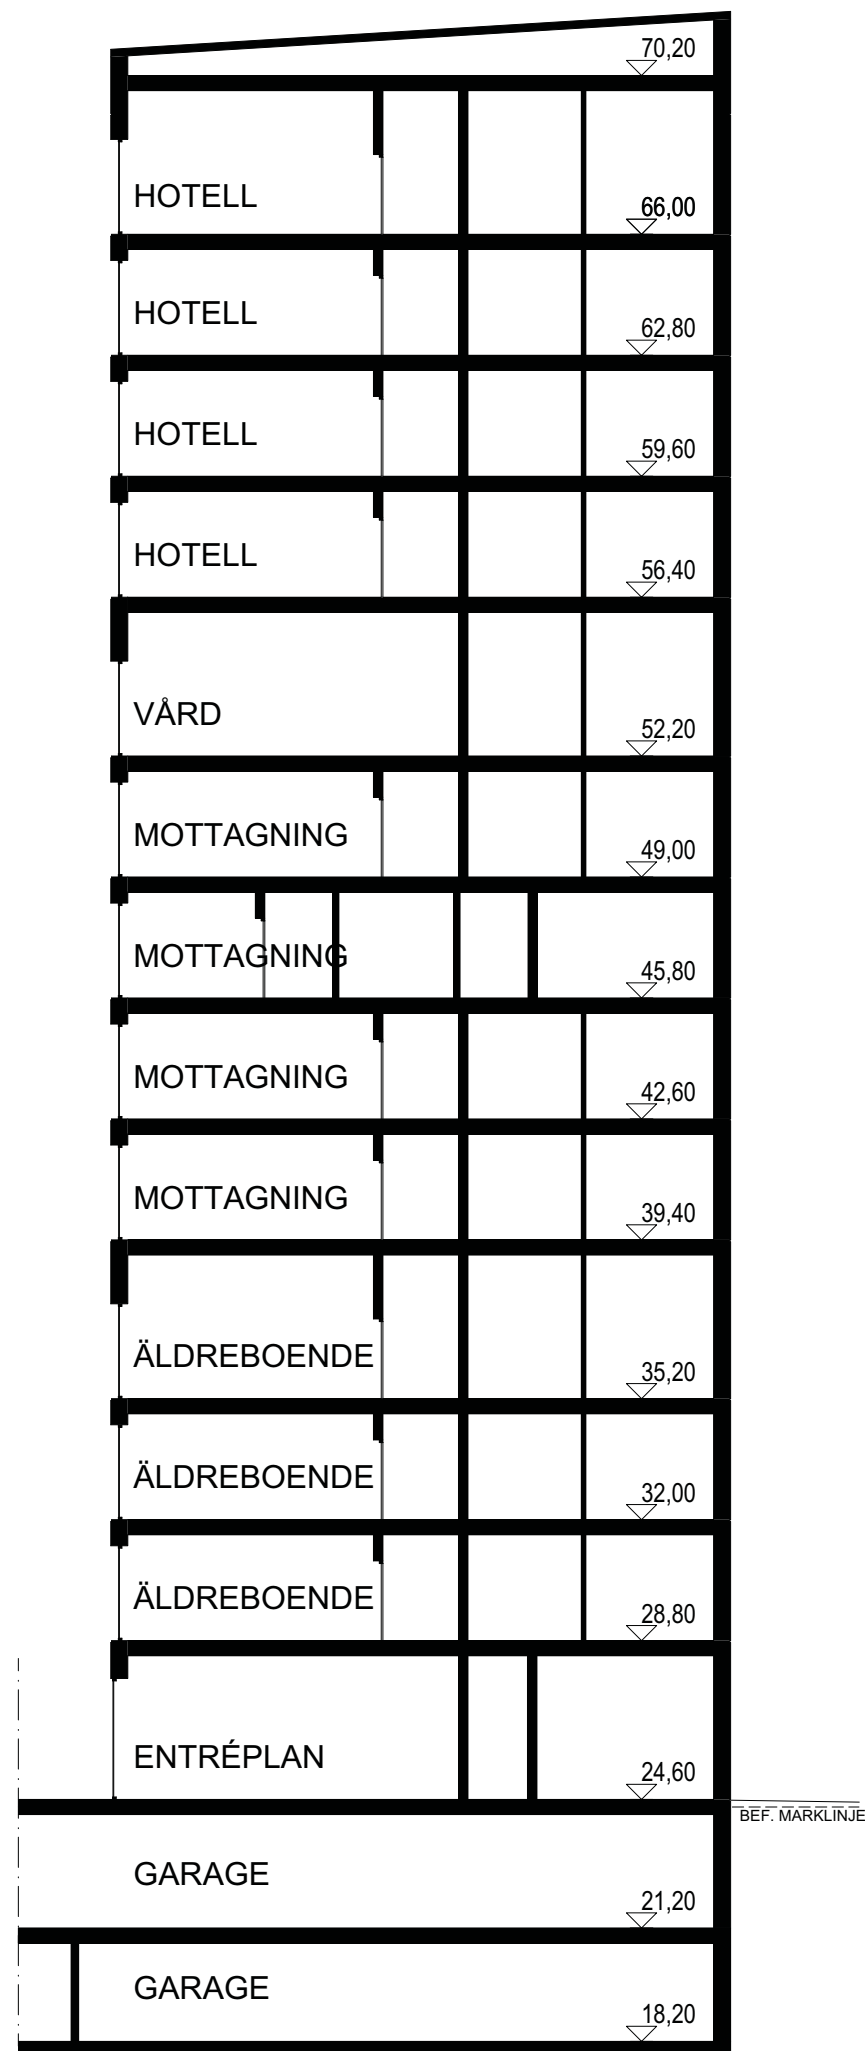 70,20
HOTELL
66,00
HOTELL
62,80
HOTELL
59,60
HOTELL
56,40
VÅRD
52,20
MOTTAGNING
49,00
MOTTAGNING
45,80
MOTTAGNING
42,60
MOTTAGNING
39,40
ÄLDREBOENDE
35,20
ÄLDREBOENDE
32,00
ÄLDREBOENDE
28,80
ENTRÉPLAN
24,60
BEF. MARKLINJE
GARAGE
21,20
GARAGE
18,20